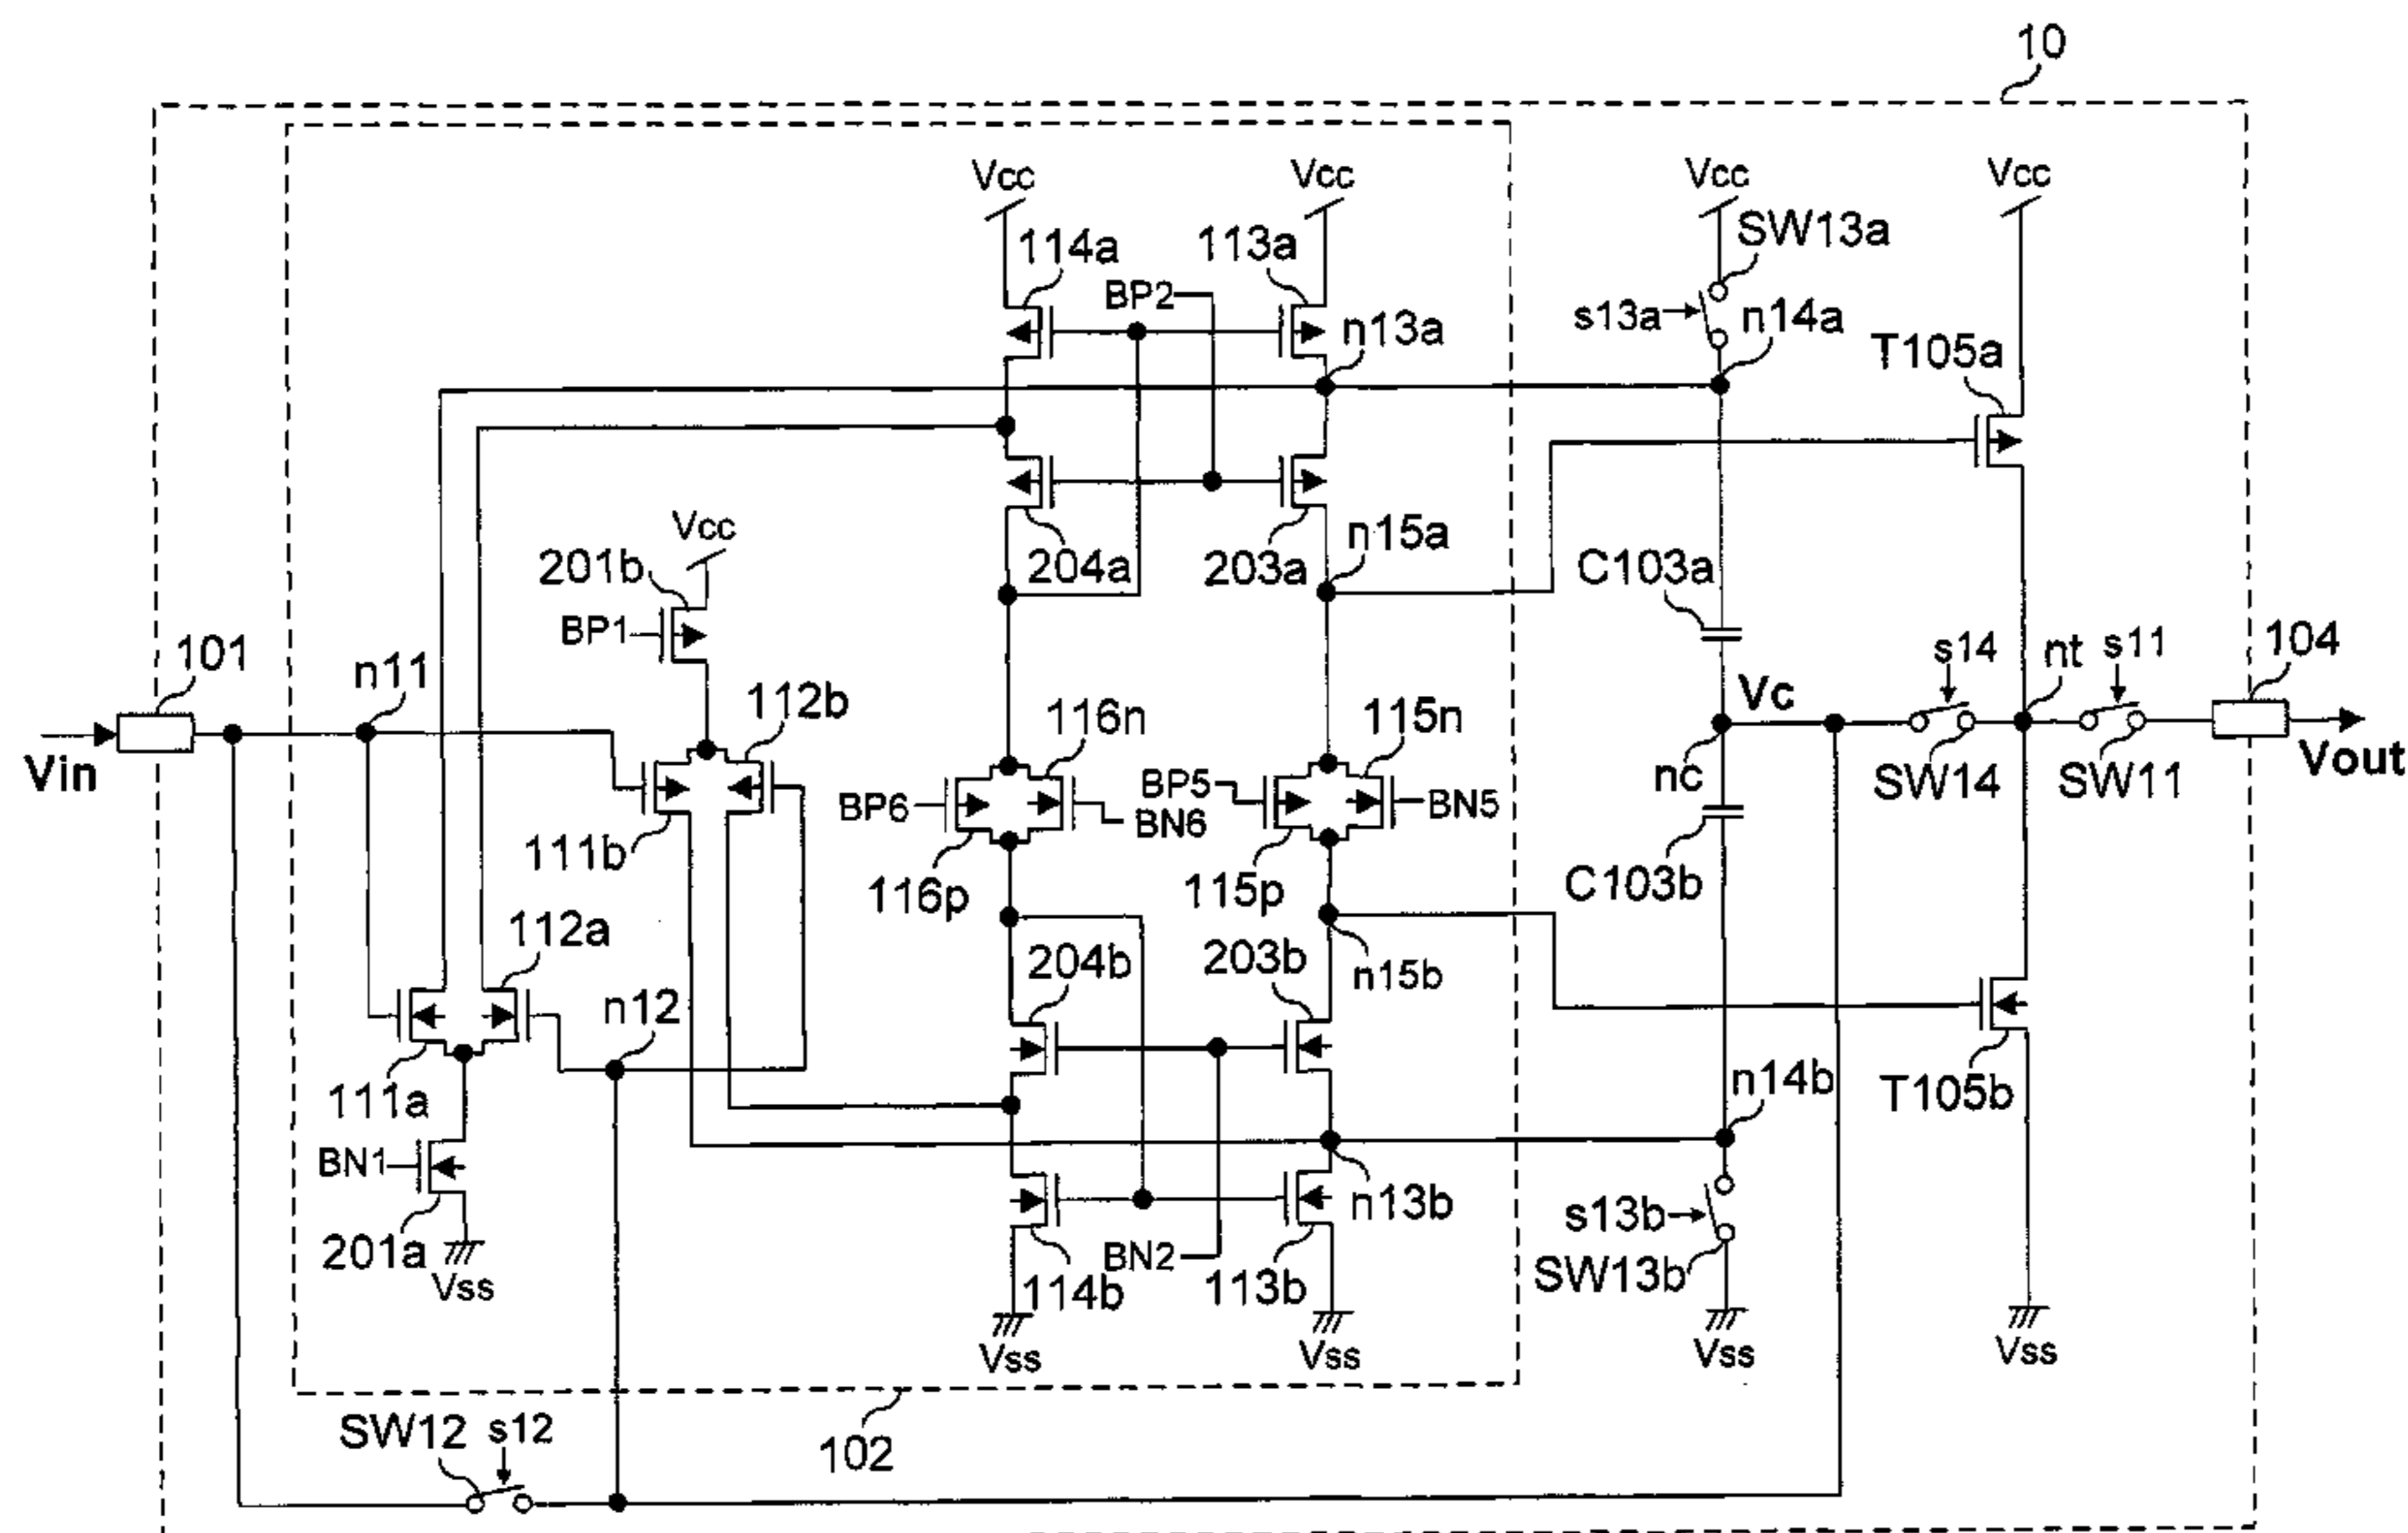 10
Vcc
Vcc
Vcc
Vcc
114a
113a
SW13a
BP2
s13a
n13a
n14a
T105a
Vcc
201b
204a
203a
n15a
C103a
BP1
101
n11
112b
116n
115n
Vc
s14
nt
s11
104
Vin
BP6
BN6
BP5
BN5
nc
SW14
SW11
Vout
111b
116p
115p
C103b
112a
n12
204b
203b
n15b
111a
n14b
T105b
BN1
n13b
s13b
201a
Vss
BN2
114b
113b
SW13b
Vss
Vss
Vss
Vss
SW12
s12
102